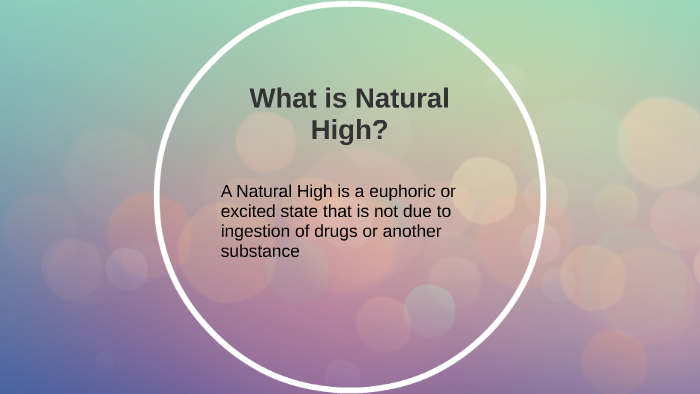 What is Natural
High?
A Natural High is a euphoric or
excited state that is not due to
ingestion of drugs or another
substance